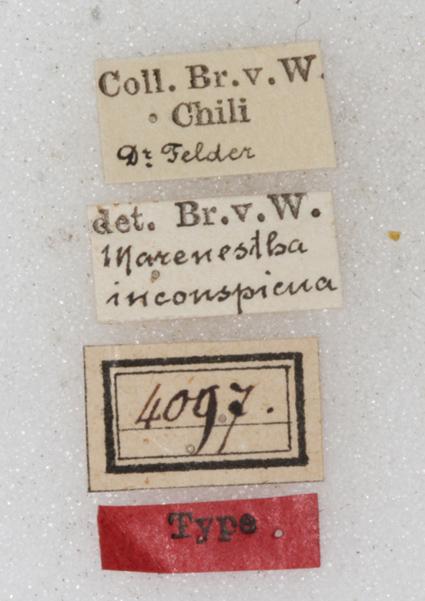 Coll. Br. v. W.
Chili
Dr. Felder
det. Br. v. W.
Marenestha
inconspicua
4097.
Type